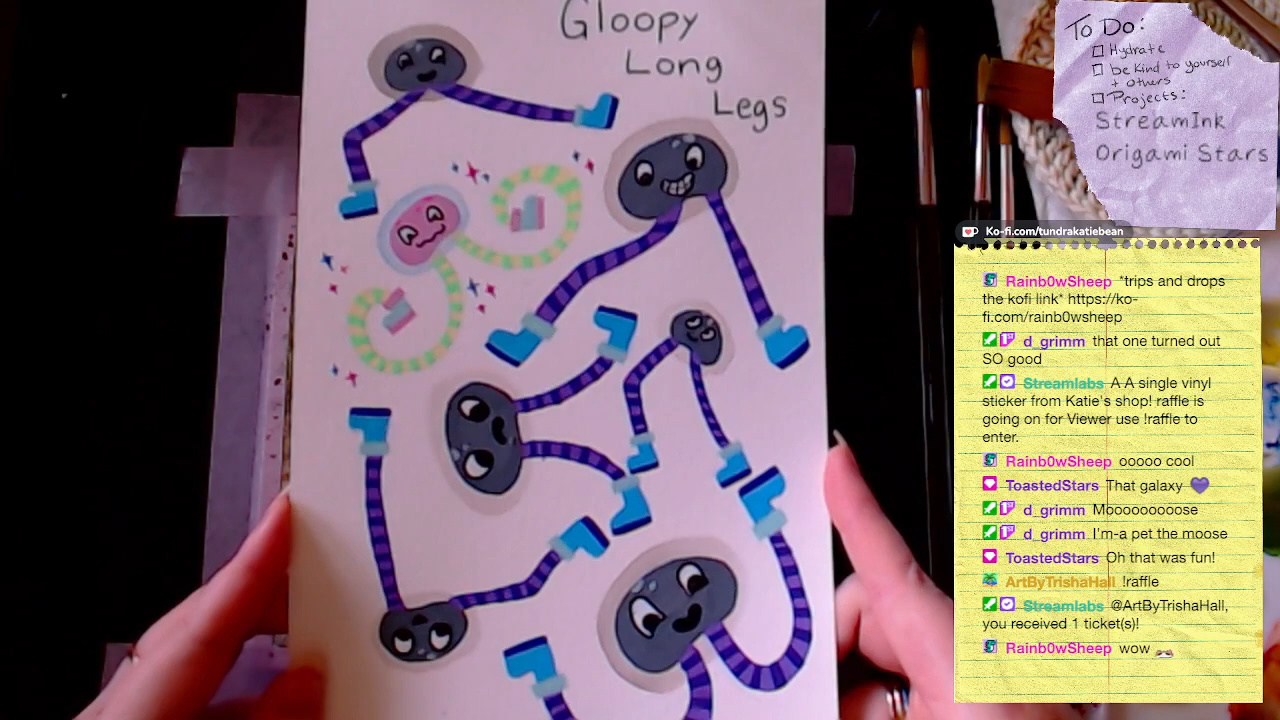 Gloopy
Long
Legs
To Do:
Hydrate
be Kind to yourself
+ others
Projects:
StreamInk
Origami Stars
Ko-fi.com/tundrakatiebean
Rainb0wSheep *trips and drops
the kofi link* https://ko-
fi.com/rainb0wsheep
d_grimm that one turned out
SO good
Streamlabs A A single vinyl
sticker from Katie's shop! raffle is
going on for Viewer use !raffle to
enter.
Rainb0wSheep ooooo cool
ToastedStars That galaxy 💜
d_grimm Mooooooooose
d_grimm I'm-a pet the moose
ToastedStars Oh that was fun!
ArtByTrishaHall !raffle
Streamlabs @ArtByTrishaHall,
you received 1 ticket(s)!
Rainb0wSheep wow